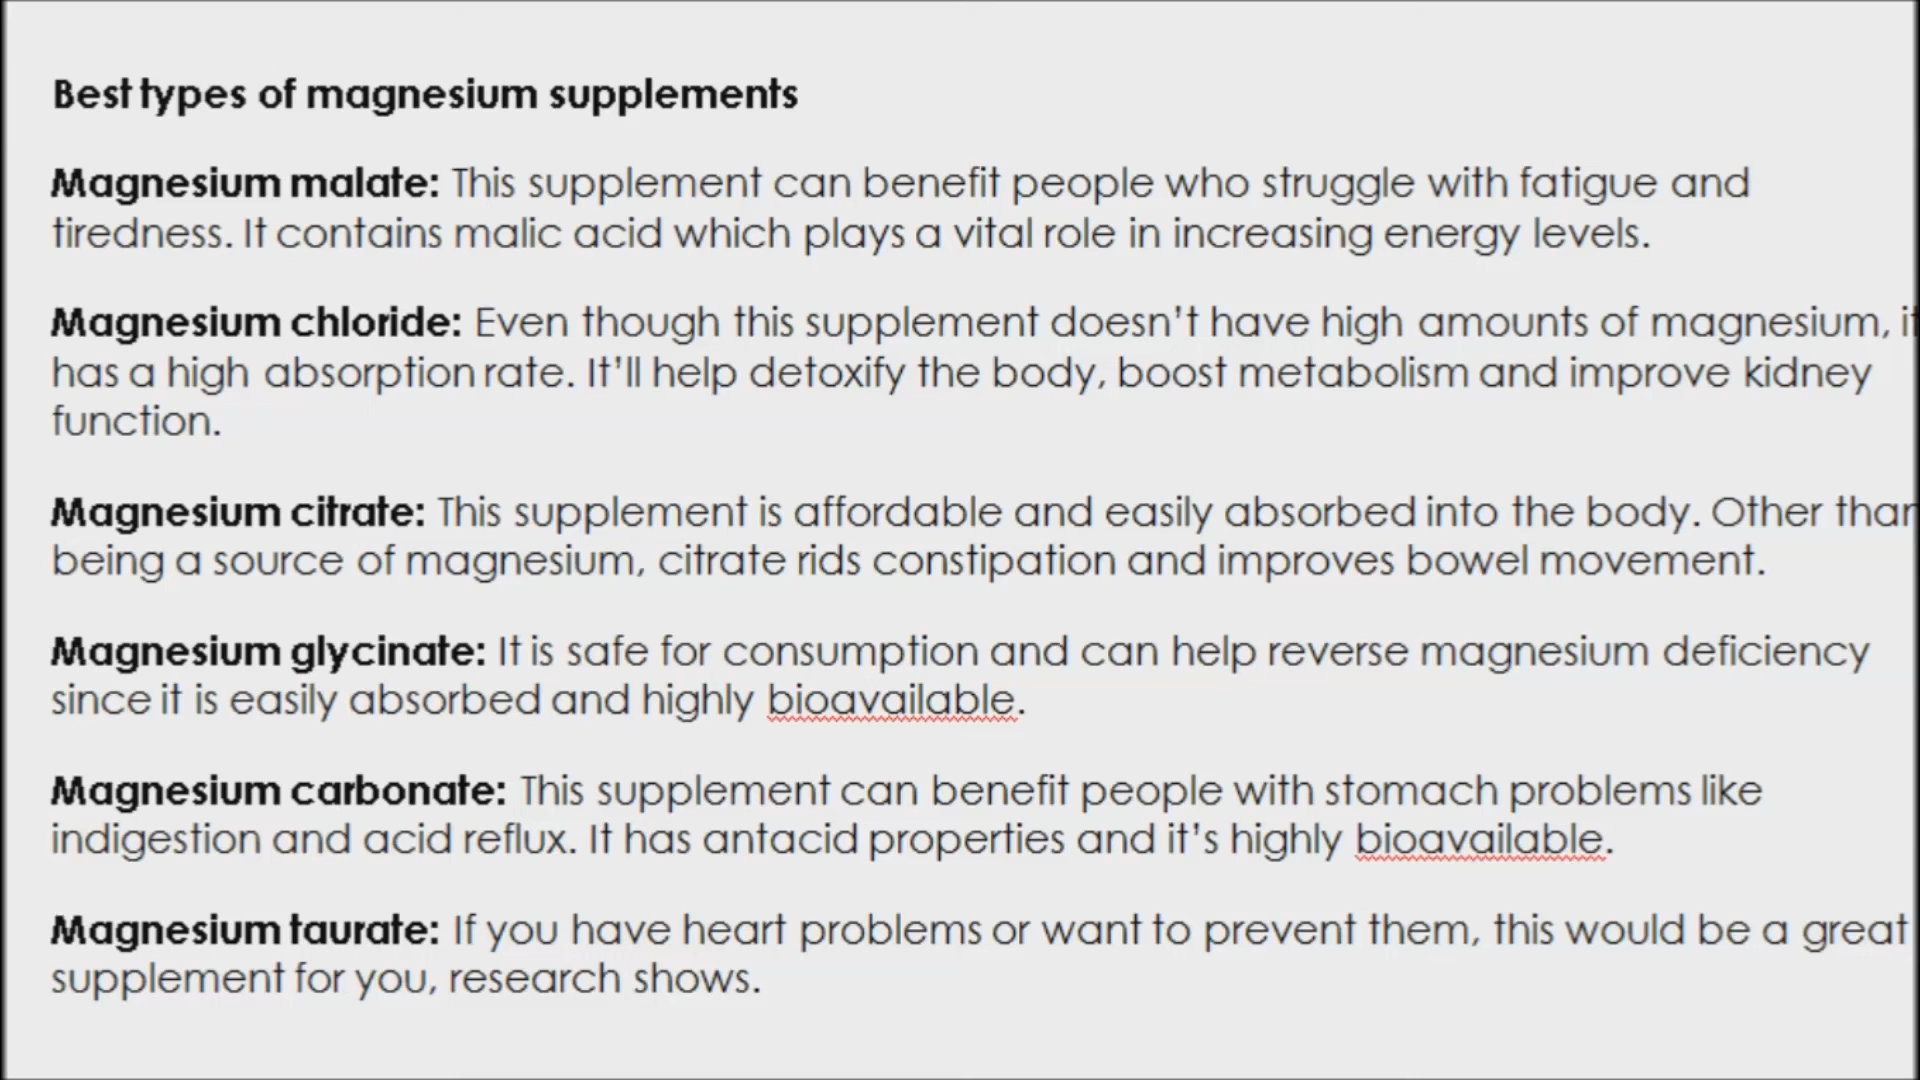 Best types of magnesium supplements
Magnesium malate: This supplement can benefit people who struggle with fatigue and
tiredness. It contains malic acid which plays a vital role in increasing energy levels.
Magnesium chloride: Even though this supplement doesn't have high amounts of magnesium, it
has a high absorption rate. It'll help detoxify the body, boost metabolism and improve kidney
function.
Magnesium citrate: This supplement is affordable and easily absorbed into the body. Other than
being a source of magnesium, citrate rids constipation and improves bowel movement.
Magnesium glycinate: It is safe for consumption and can help reverse magnesium deficiency
since it is easily absorbed and highly bioavailable.
Magnesium carbonate: This supplement can benefit people with stomach problems like
indigestion and acid reflux. It has antacid properties and it's highly bioavailable.
Magnesium taurate: If you have heart problems or want to prevent them, this would be a great
supplement for you, research shows.